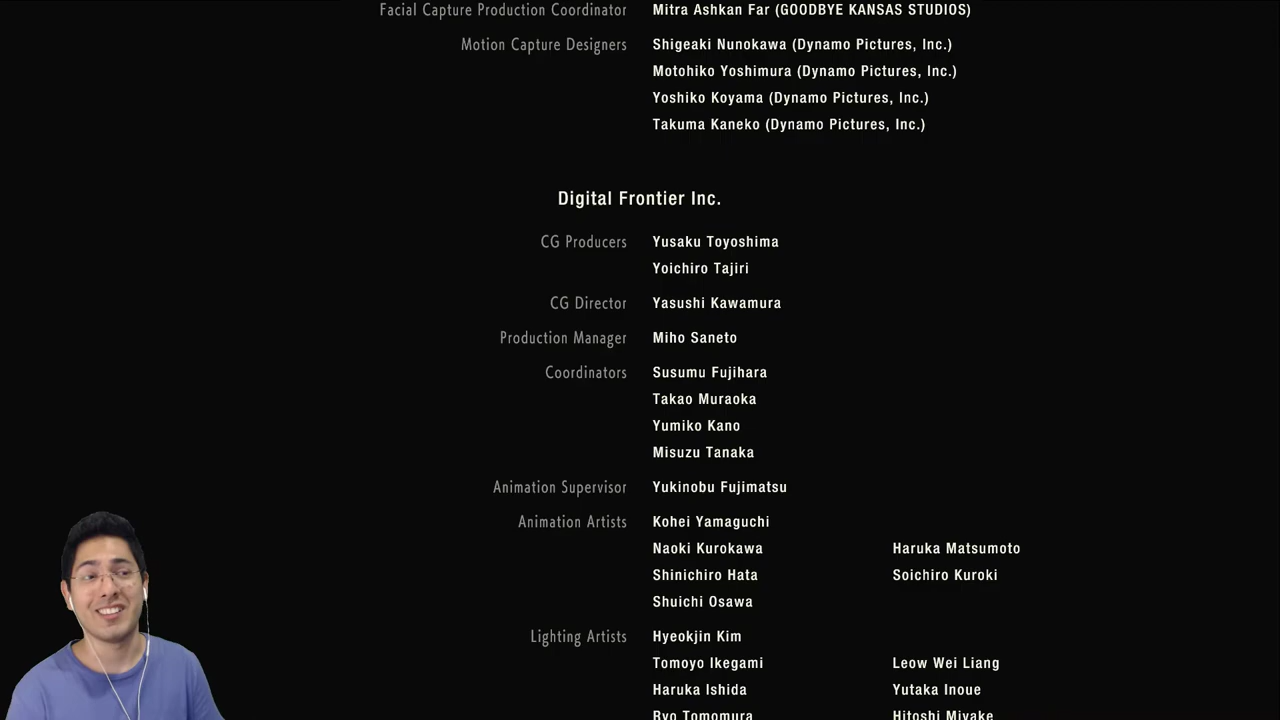 Facial Capture Production Coordinator Mitra Ashkan Far (GOODBYE KANSAS STUDIOS)
Motion Capture Designers Shigeaki Nunokawa (Dynamo Pictures, Inc.)
Motohiko Yoshimura (Dynamo Pictures, Inc.)
Yoshiko Koyama (Dynamo Pictures, Inc.)
Takuma Kaneko (Dynamo Pictures, Inc.)
Digital Frontier Inc.
CG Producers Yusaku Toyoshima
Yoichiro Tajiri
CG Director Yasushi Kawamura
Production Manager Miho Saneto
Coordinators Susumu Fujihara
Takao Muraoka
Yumiko Kano
Misuzu Tanaka
Animation Supervisor Yukinobu Fujimatsu
Animation Artists Kohei Yamaguchi
Naoki Kurokawa Haruka Matsumoto
Shinichiro Hata Soichiro Kuroki
Shuichi Osawa
Lighting Artists Hyeokjin Kim
Tomoyo Ikegami Leow Wei Liang
Haruka Ishida Yutaka Inoue
Ryo Tomomura Hitoshi Miyake